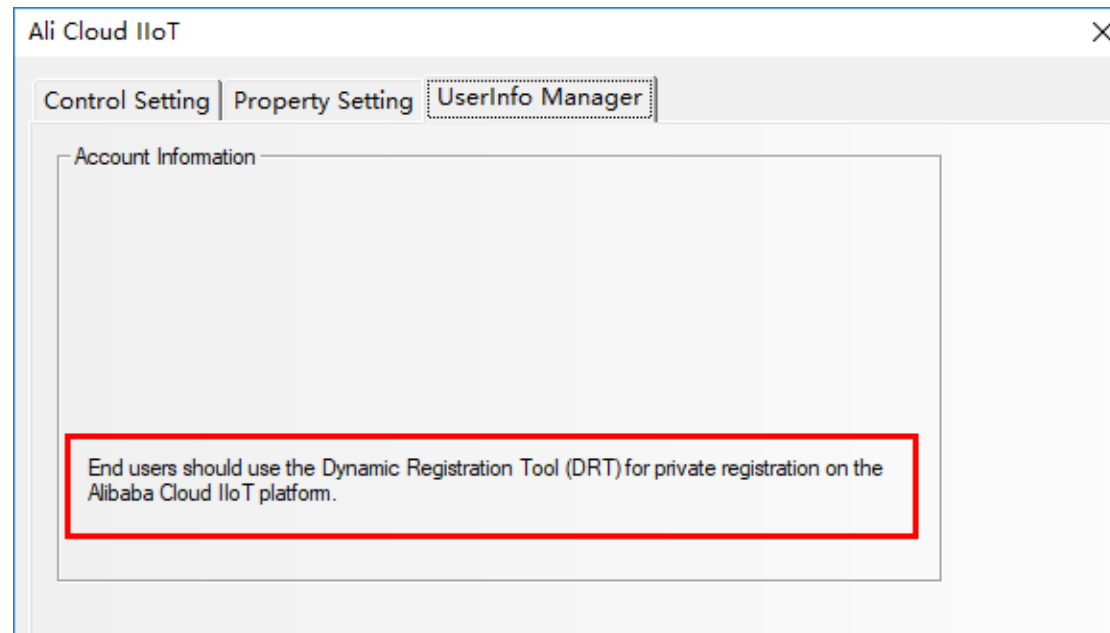 Ali Cloud IIoT
Control Setting Property Setting UserInfo Manager
Account Information
End users should use the Dynamic Registration Tool (DRT) for private registration on the
Alibaba Cloud IIoT platform.